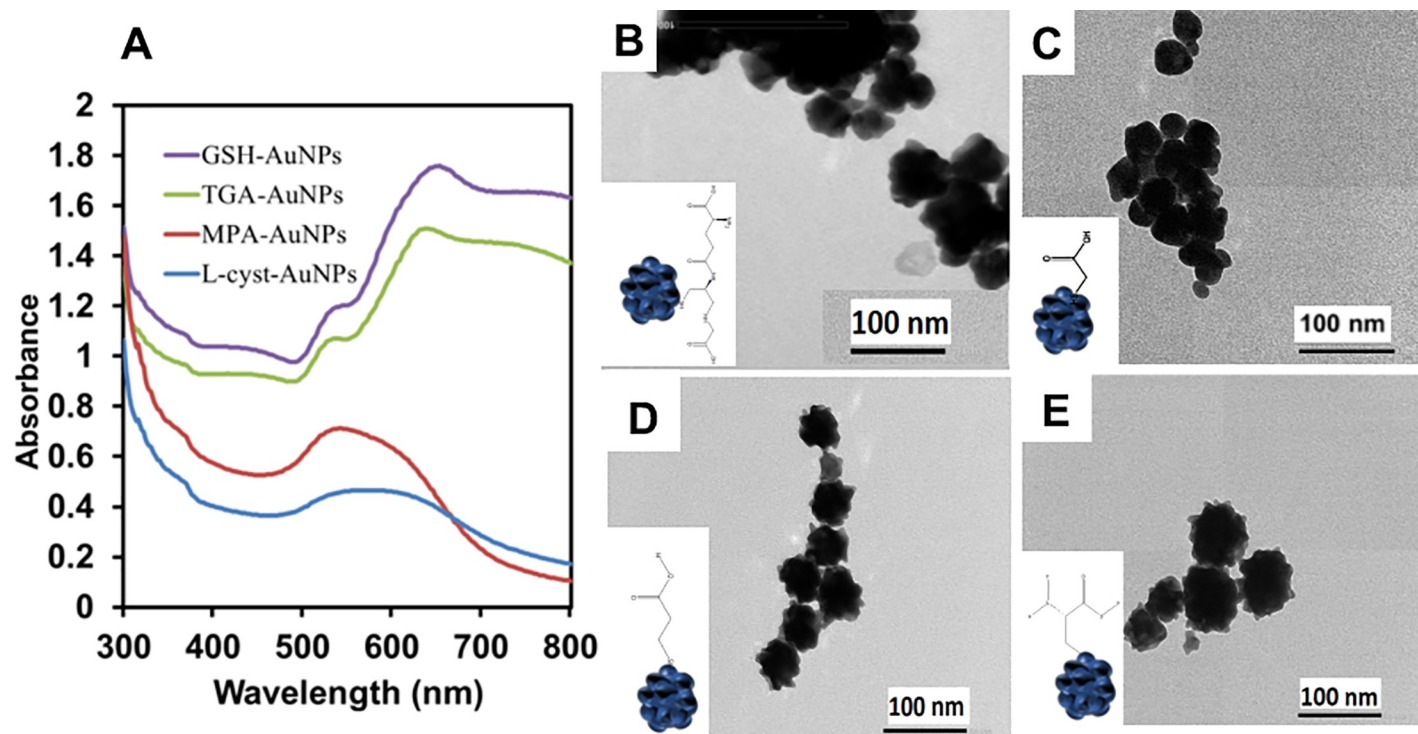 A
2
1.8
1.6
1.4
1.2
1
0.8
0.6
0.4
0.2
0
Absorbance
GSH-AuNPs
TGA-AuNPs
MPA-AuNPs
L-cyst-AuNPs
300 400 500 600 700 800
Wavelength (nm)
B
100 nm
C
100 nm
D
100 nm
E
100 nm